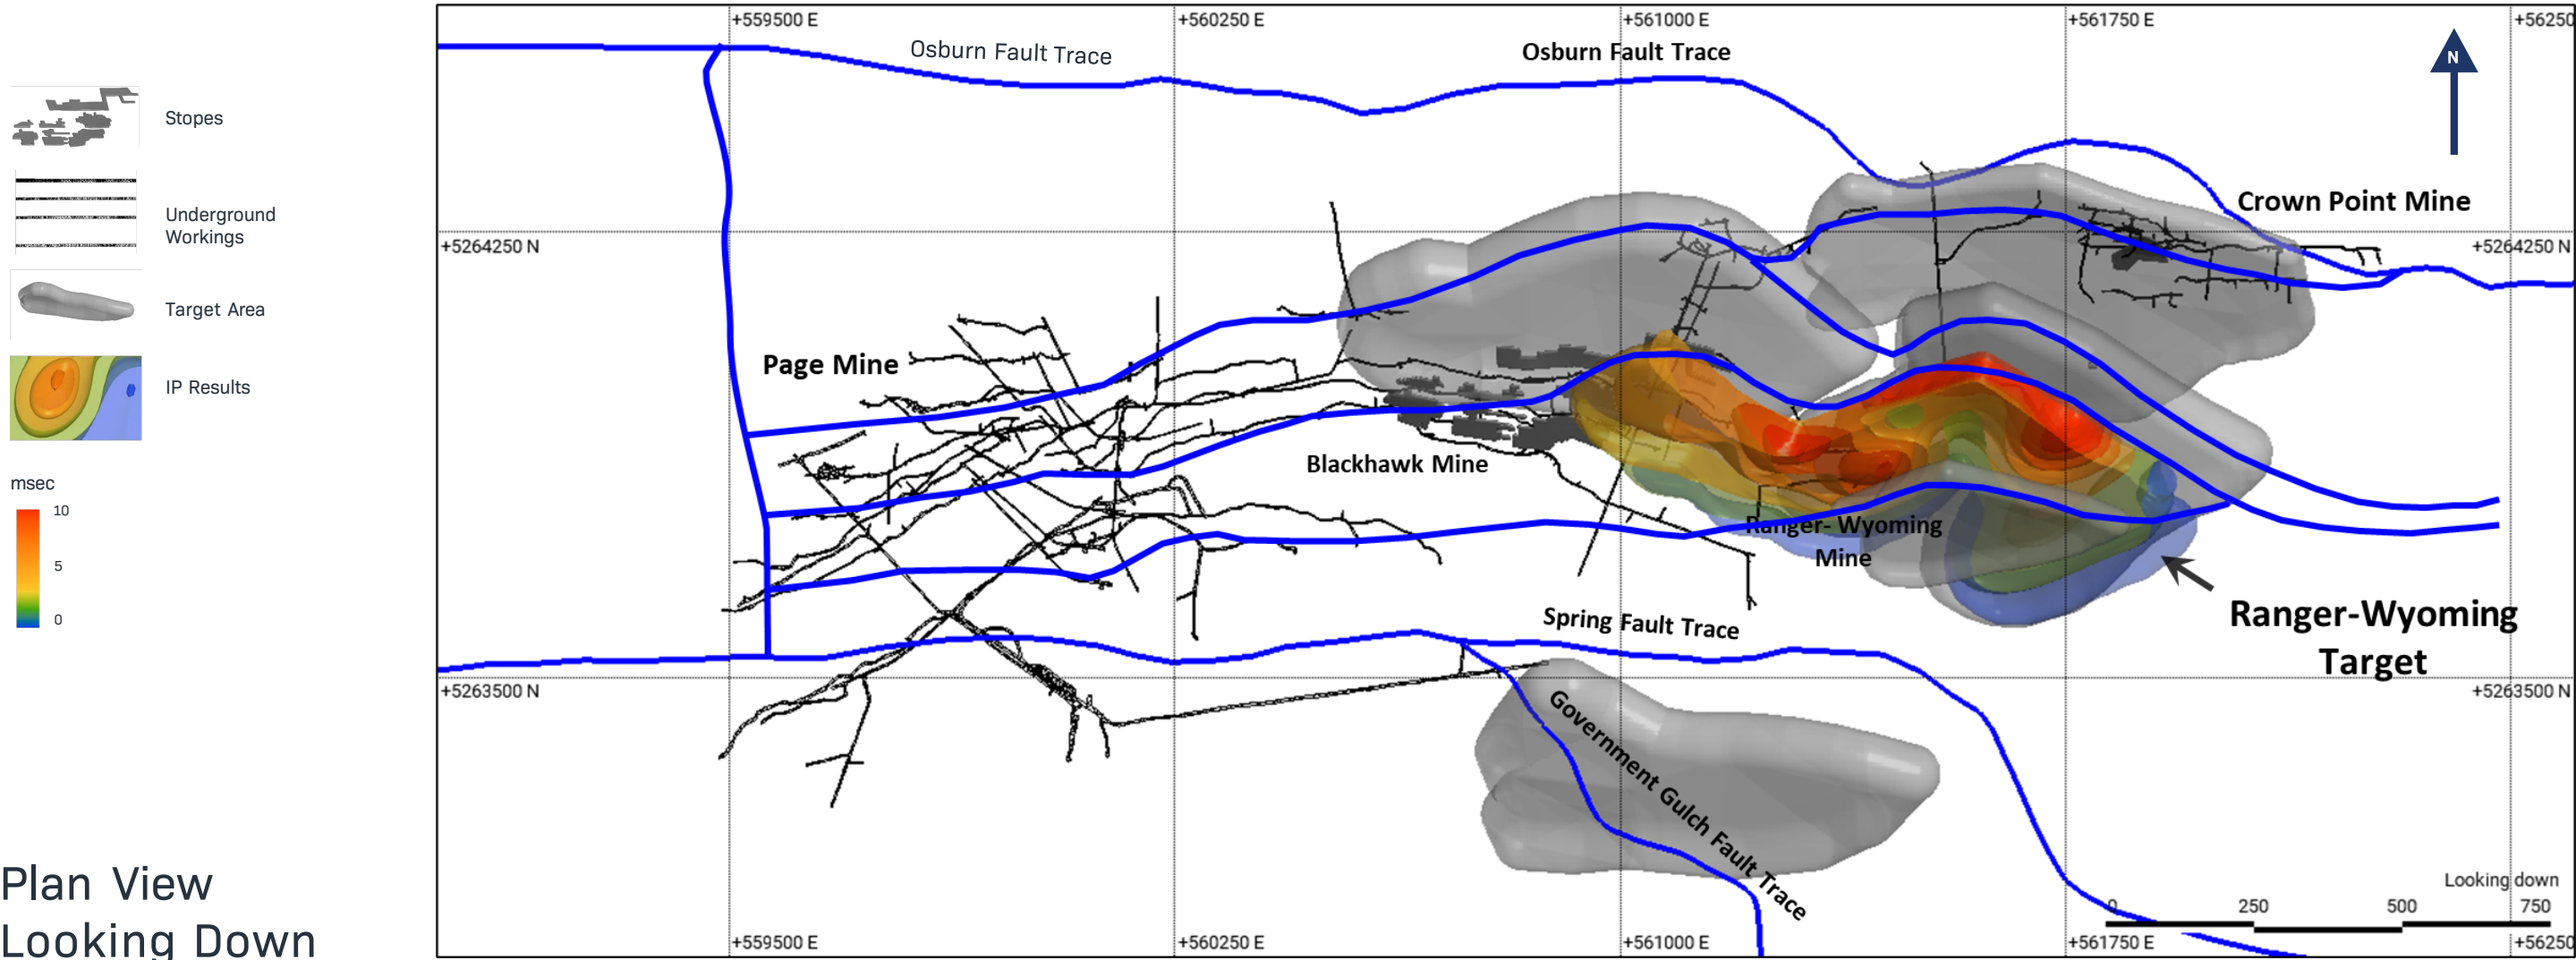 Stopes
Underground
Workings
Target Area
IP Results
msec
10
5
0
Plan View
Looking Down
+559500 E
+560250 E
+561000 E
+561750 E
+56250
Osburn Fault Trace
Osburn Fault Trace
N
Crown Point Mine
+5264250 N
+5264250 N
Page Mine
Blackhawk Mine
Ranger- Wyoming
Mine
Ranger-Wyoming
Target
Spring Fault Trace
+5263500 N
+5263500 N
Government Gulch Fault Trace
Looking down
0
250
500
750
+559500 E
+560250 E
+561000 E
+561750 E
+56250